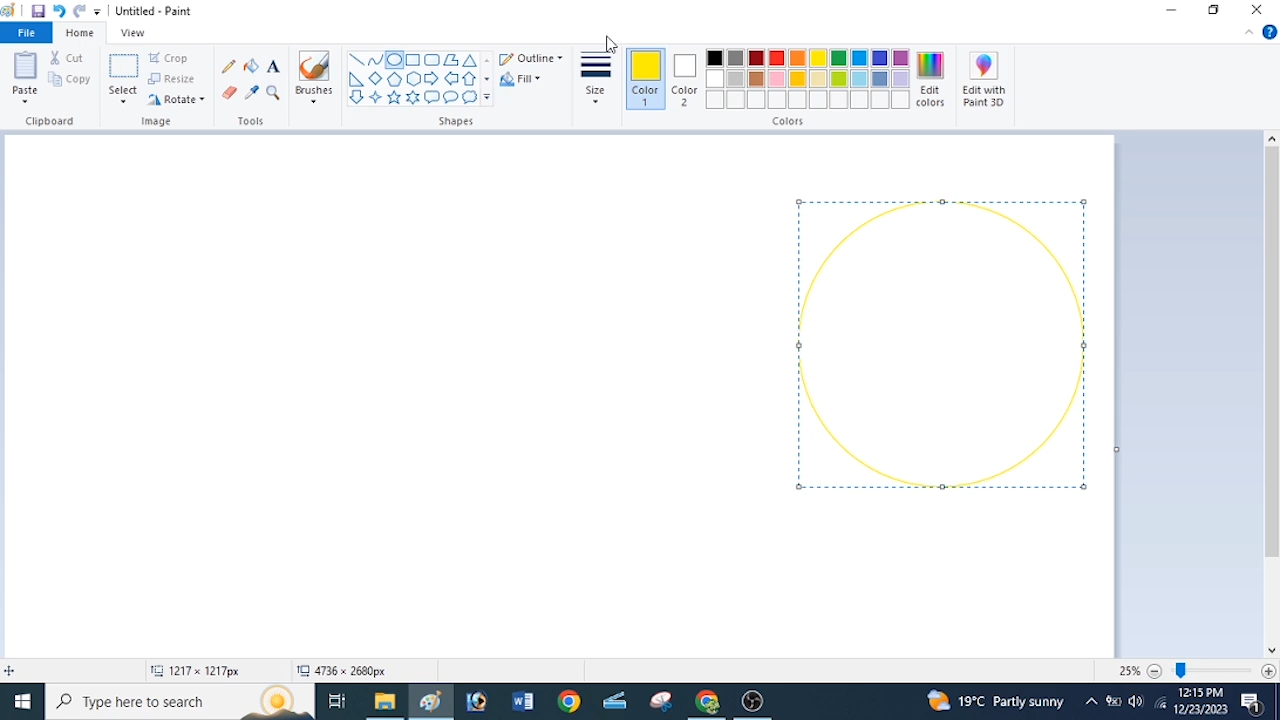 Untitled - Paint
File Home View
Paste
Cut
Copy
Clipboard
Select
Crop
Resize
Rotate
Image
A
Tools
Brushes
Outline
Fill
Shapes
Size
Color 1
Color 2
Edit colors
Colors
Edit with Paint 3D
1217 × 1217px
4736 × 2680px
25%
Type here to search
19°C Partly sunny
12:15 PM
12/23/2023
1